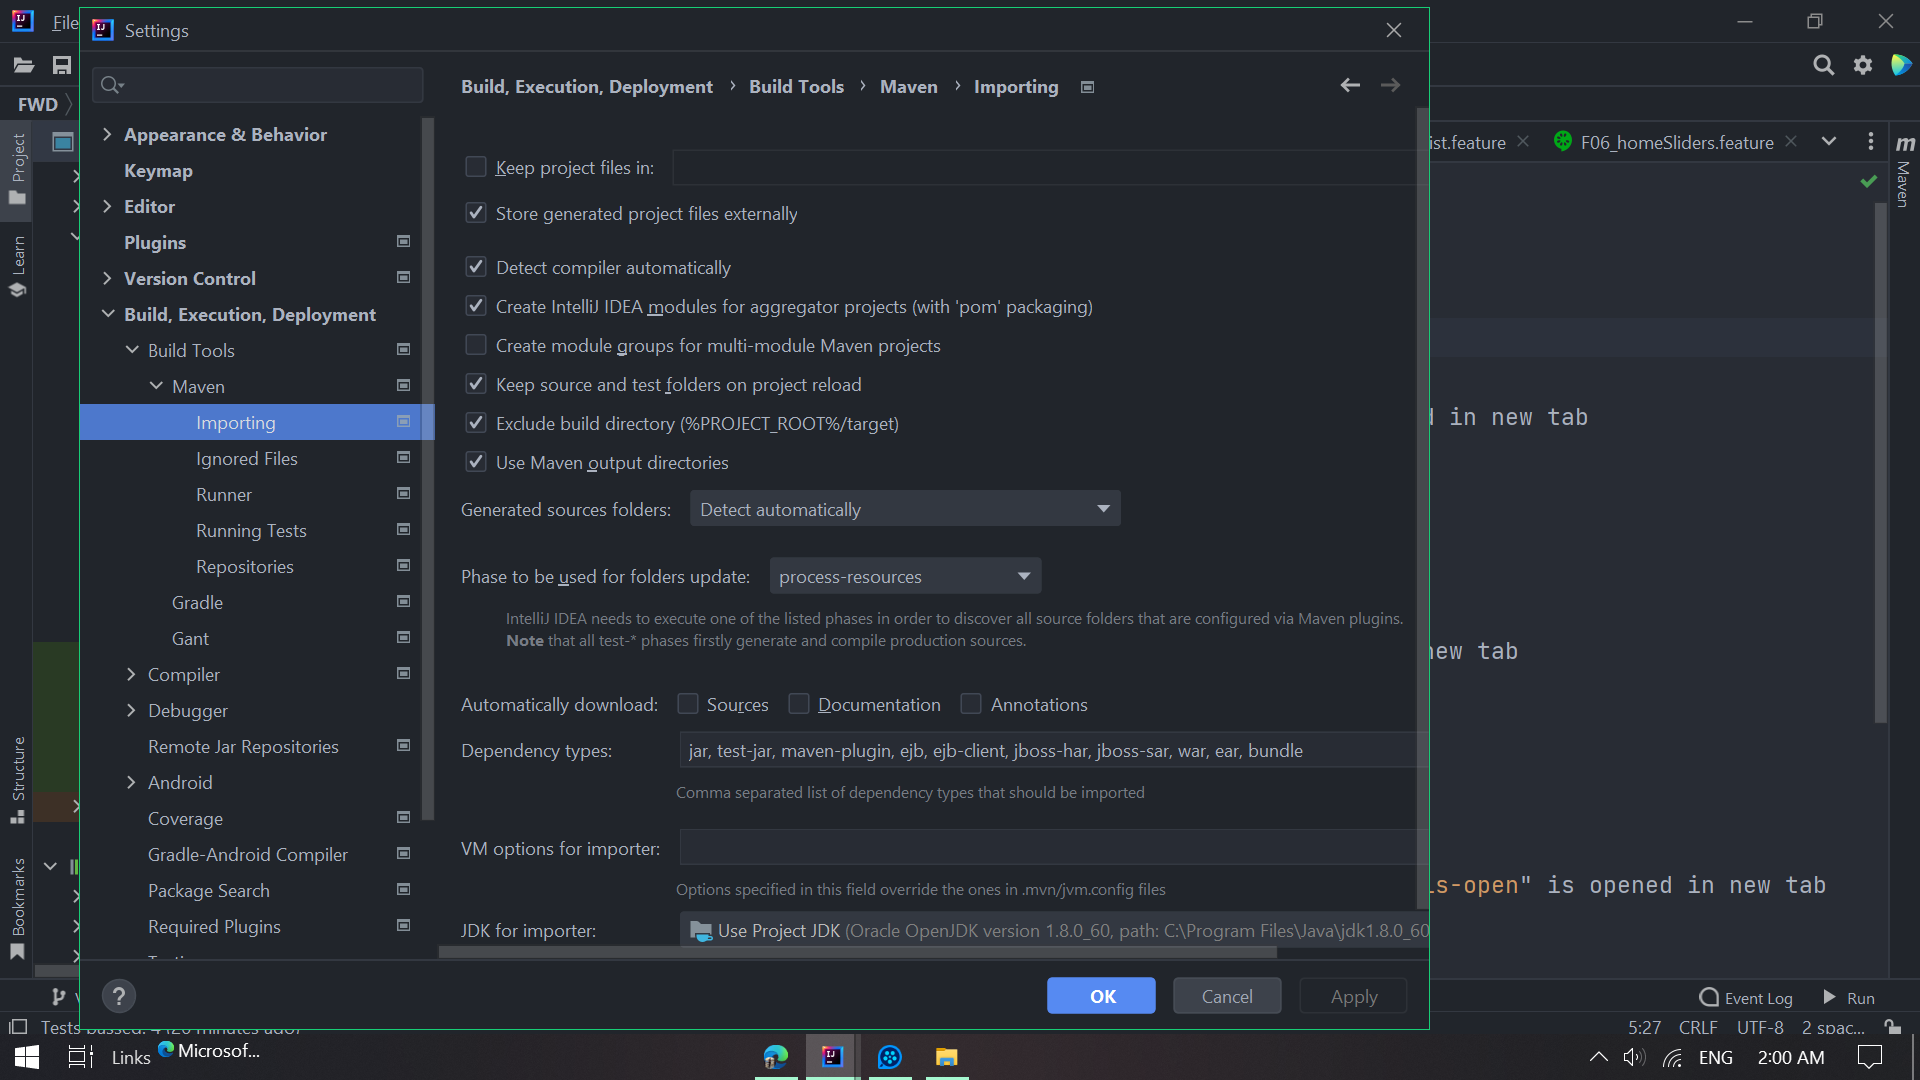 File
Settings
FWD
Project
Learn
Structure
Bookmarks
Appearance & Behavior
Keymap
Editor
Plugins
Version Control
Build, Execution, Deployment
Build Tools
Maven
Importing
Ignored Files
Runner
Running Tests
Repositories
Gradle
Gant
Compiler
Debugger
Remote Jar Repositories
Android
Coverage
Gradle-Android Compiler
Package Search
Required Plugins
Build, Execution, Deployment › Build Tools › Maven › Importing
Keep project files in:
Store generated project files externally
Detect compiler automatically
Create IntelliJ IDEA modules for aggregator projects (with 'pom' packaging)
Create module groups for multi-module Maven projects
Keep source and test folders on project reload
Exclude build directory (%PROJECT_ROOT%/target)
Use Maven output directories
Generated sources folders: Detect automatically
Phase to be used for folders update: process-resources
IntelliJ IDEA needs to execute one of the listed phases in order to discover all source folders that are configured via Maven plugins.
Note that all test-* phases firstly generate and compile production sources.
Automatically download: Sources Documentation Annotations
Dependency types: jar, test-jar, maven-plugin, ejb, ejb-client, jboss-har, jboss-sar, war, ear, bundle
Comma separated list of dependency types that should be imported
VM options for importer:
Options specified in this field override the ones in .mvn/jvm.config files
JDK for importer: Use Project JDK (Oracle OpenJDK version 1.8.0_60, path: C:\Program Files\Java\jdk1.8.0_60
? OK Cancel Apply
ist.feature F06_homeSliders.feature
m Maven
in new tab
new tab
ls-open" is opened in new tab
Event Log Run
5:27 CRLF UTF-8 2 spac...
Links Microsof...
ENG 2:00 AM